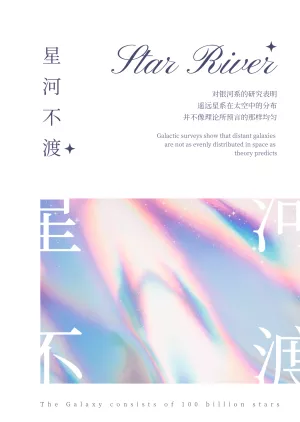 星河不渡
Star River
对银河系的研究表明
遥远星系在太空中的分布
并不像理论所预言的那样均匀
Galactic surveys show that distant galaxies
are not as evenly distributed in space as
theory predicts
星河
不渡
The Galaxy consists of 100 billion stars